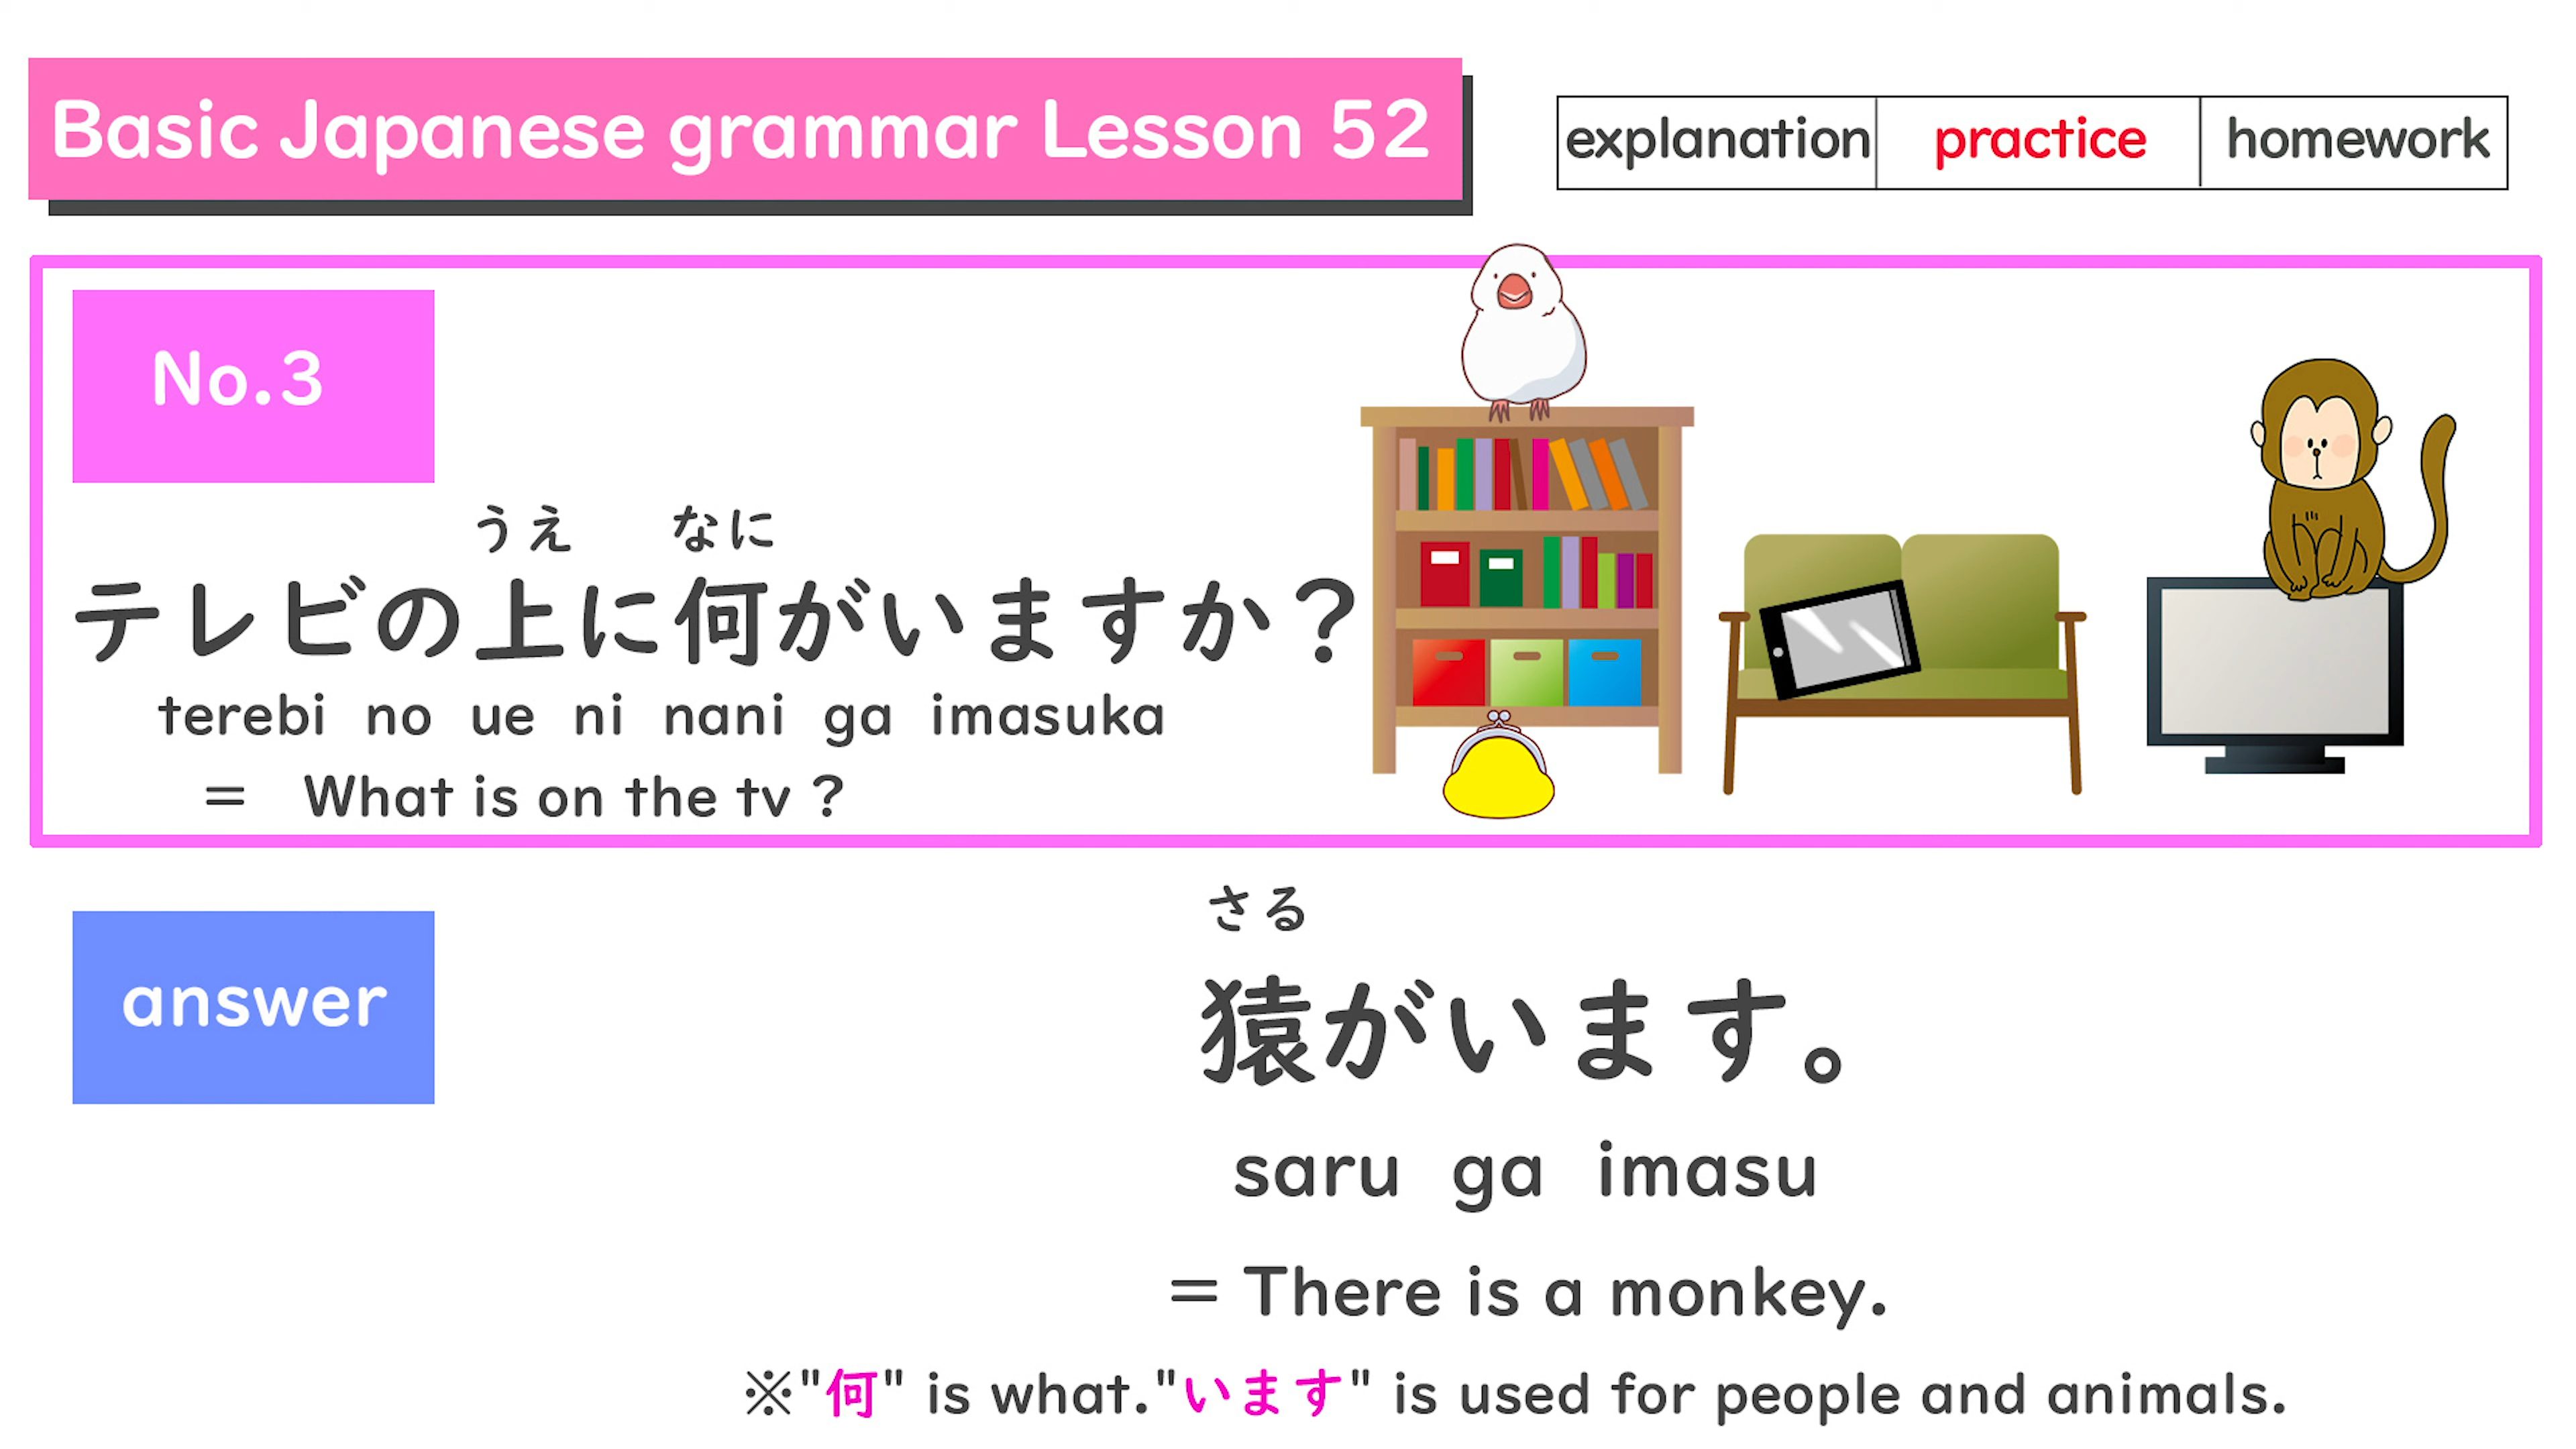 Basic Japanese grammar Lesson 52
explanation practice homework
No.3
うえ なに
テレビの上に何がいますか？
terebi no ue ni nani ga imasuka
= What is on the tv ?
answer
さる
猿がいます。
saru ga imasu
= There is a monkey.
※"何" is what."います" is used for people and animals.